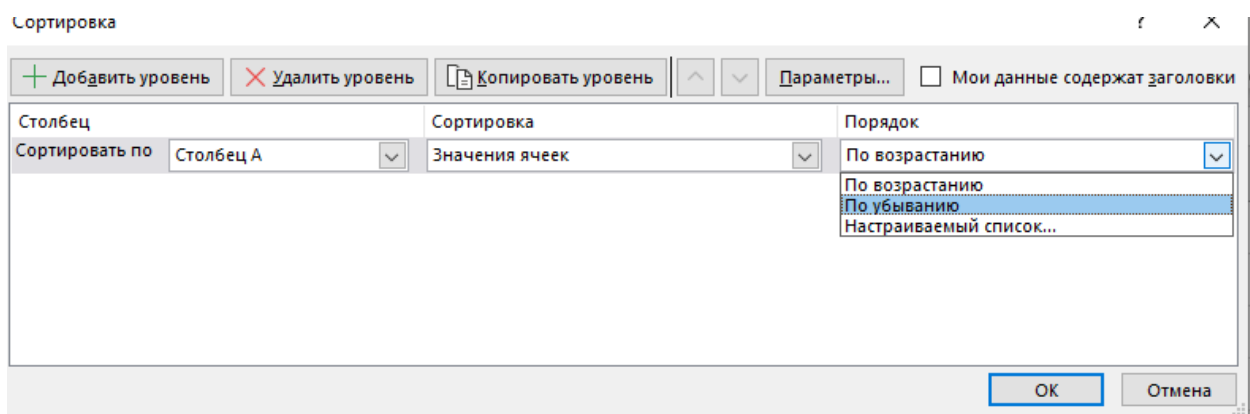 Сортировка ?
Добавить уровень Удалить уровень Копировать уровень Параметры... Мои данные содержат заголовки
Столбец Сортировка Порядок
Сортировать по Столбец A Значения ячеек По возрастанию
По возрастанию
По убыванию
Настраиваемый список...
ОК Отмена